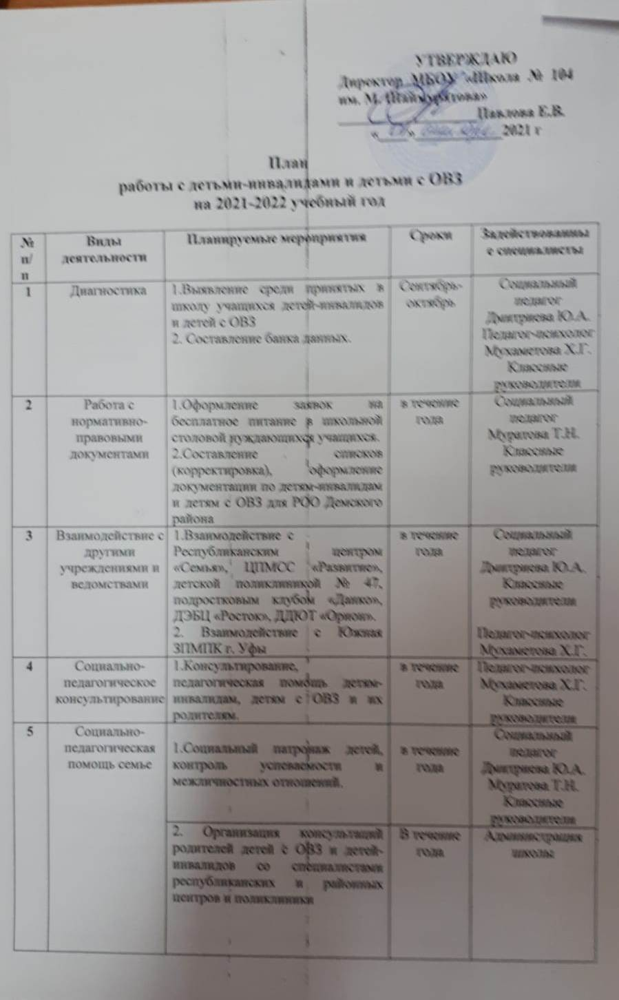 УТВЕРЖДАЮ
Директор МБОУ «Школа № 104
им. М. Шаймуратова»
Павлова Е.В.
« » 2021 г
План
работы с детьми-инвалидами и детьми с ОВЗ
на 2021-2022 учебный год
№
п/
п
Виды
деятельности
Планируемые мероприятия
Сроки
Задействованны
е специалисты
1
Диагностика
1.Выявление среди принятых в
школу учащихся детей-инвалидов
и детей с ОВЗ
2. Составление банка данных.
Сентябрь-
октябрь
Социальный
педагог
Дмитриева Ю.А.
Педагог-психолог
Мухаметова Х.Г.
Классные
руководители
2
Работа с
нормативно-
правовыми
документами
1.Оформление заявок на
бесплатное питание в школьной
столовой нуждающихся учащихся.
2.Составление списков
(корректировка), оформление
документации по детям-инвалидам
и детям с ОВЗ для РОО Демского
района
в течение
года
Социальный
педагог
Муратова Т.Н.
Классные
руководители
3
Взаимодействие с
другими
учреждениями и
ведомствами
1.Взаимодействие с
Республиканским центром
«Семья», ЦПМСС «Развитие»,
детской поликлиникой № 47,
подростковым клубом «Данко»,
ДЭБЦ «Росток», ДДЮТ «Орион».
2. Взаимодействие с Южная
ЗПМПК г. Уфы
в течение
года
Социальный
педагог
Дмитриева Ю.А.
Классные
руководители
Педагог-психолог
Мухаметова Х.Г.
4
Социально-
педагогическое
консультирование
1.Консультирование,
педагогическая помощь детям-
инвалидам, детям с ОВЗ и их
родителям.
в течение
года
Педагог-психолог
Мухаметова Х.Г.
Классные
руководители
5
Социально-
педагогическая
помощь семье
1.Социальный патронаж детей,
контроль успеваемости и
межличностных отношений.
в течение
года
Социальный
педагог
Дмитриева Ю.А.
Муратова Т.Н.
Классные
руководители
2. Организация консультаций
родителей детей с ОВЗ и детей-
инвалидов со специалистами
республиканских и районных
центров и поликлиники
В течение
года
Администрация
школы